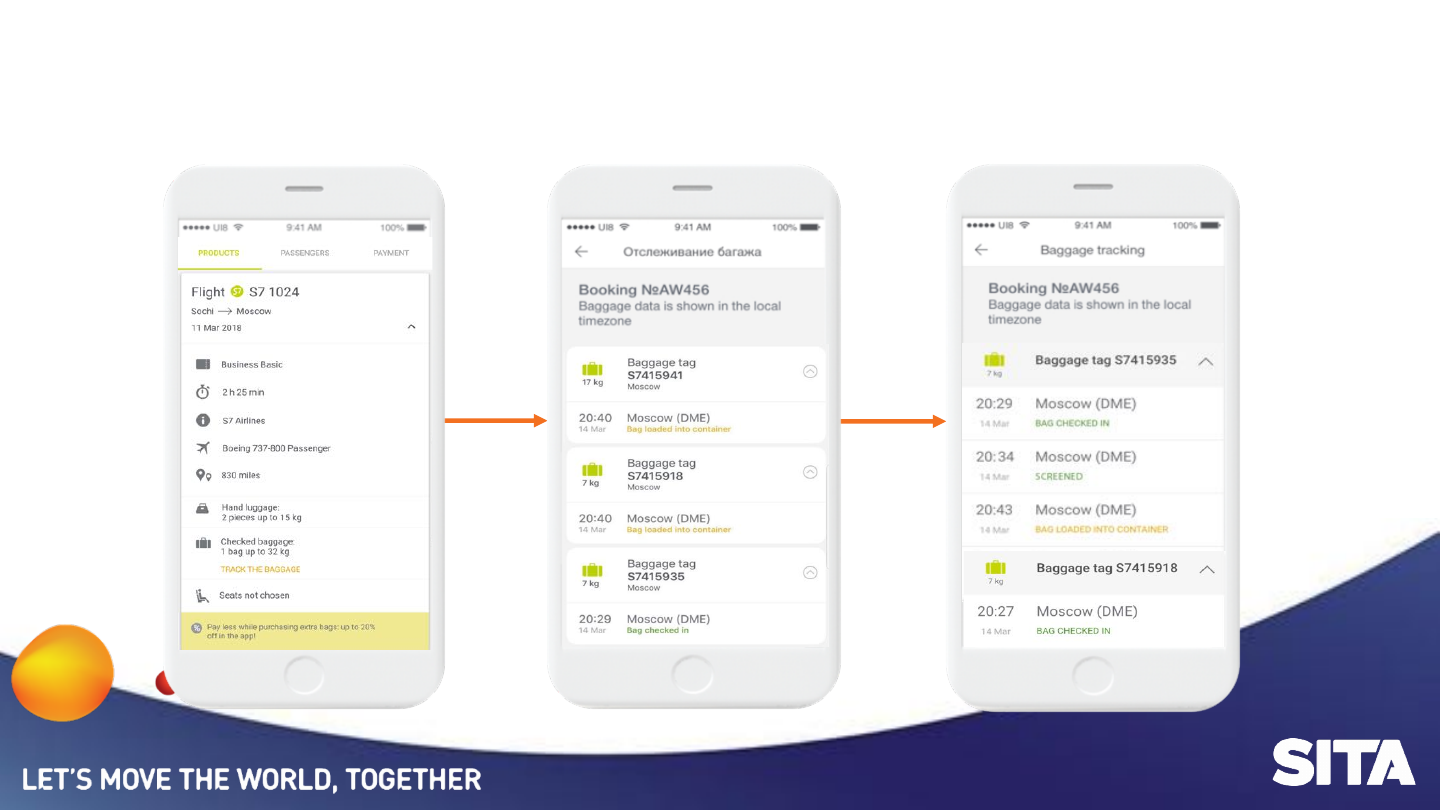 UI8 9:41 AM 100%
PRODUCTS PASSENGERS PAYMENT
Flight S7 S7 1024
Sochi → Moscow
11 Mar 2018
Business Basic
2 h 25 min
S7 Airlines
Boeing 737-800 Passenger
830 miles
Hand luggage:
2 pieces up to 15 kg
Checked baggage:
1 bag up to 32 kg
TRACK THE BAGGAGE
Seats not chosen
Pay less while purchasing extra bags: up to 20%
off in the app!
UI8 9:41 AM 100%
Отслеживание багажа
Booking №AW456
Baggage data is shown in the local
timezone
Baggage tag
S7415941
Moscow
17 kg
20:40 Moscow (DME)
14 Mar Bag loaded into container
Baggage tag
S7415918
Moscow
7 kg
20:40 Moscow (DME)
14 Mar Bag loaded into container
Baggage tag
S7415935
Moscow
7 kg
20:29 Moscow (DME)
14 Mar Bag checked in
UI8 9:41 AM 100%
Baggage tracking
Booking №AW456
Baggage data is shown in the local
timezone
Baggage tag S7415935
7 kg
20:29 Moscow (DME)
14 Mar BAG CHECKED IN
20:34 Moscow (DME)
14 Mar SCREENED
20:43 Moscow (DME)
14 Mar BAG LOADED INTO CONTAINER
Baggage tag S7415918
7 kg
20:27 Moscow (DME)
14 Mar BAG CHECKED IN
LET'S MOVE THE WORLD, TOGETHER
SITA